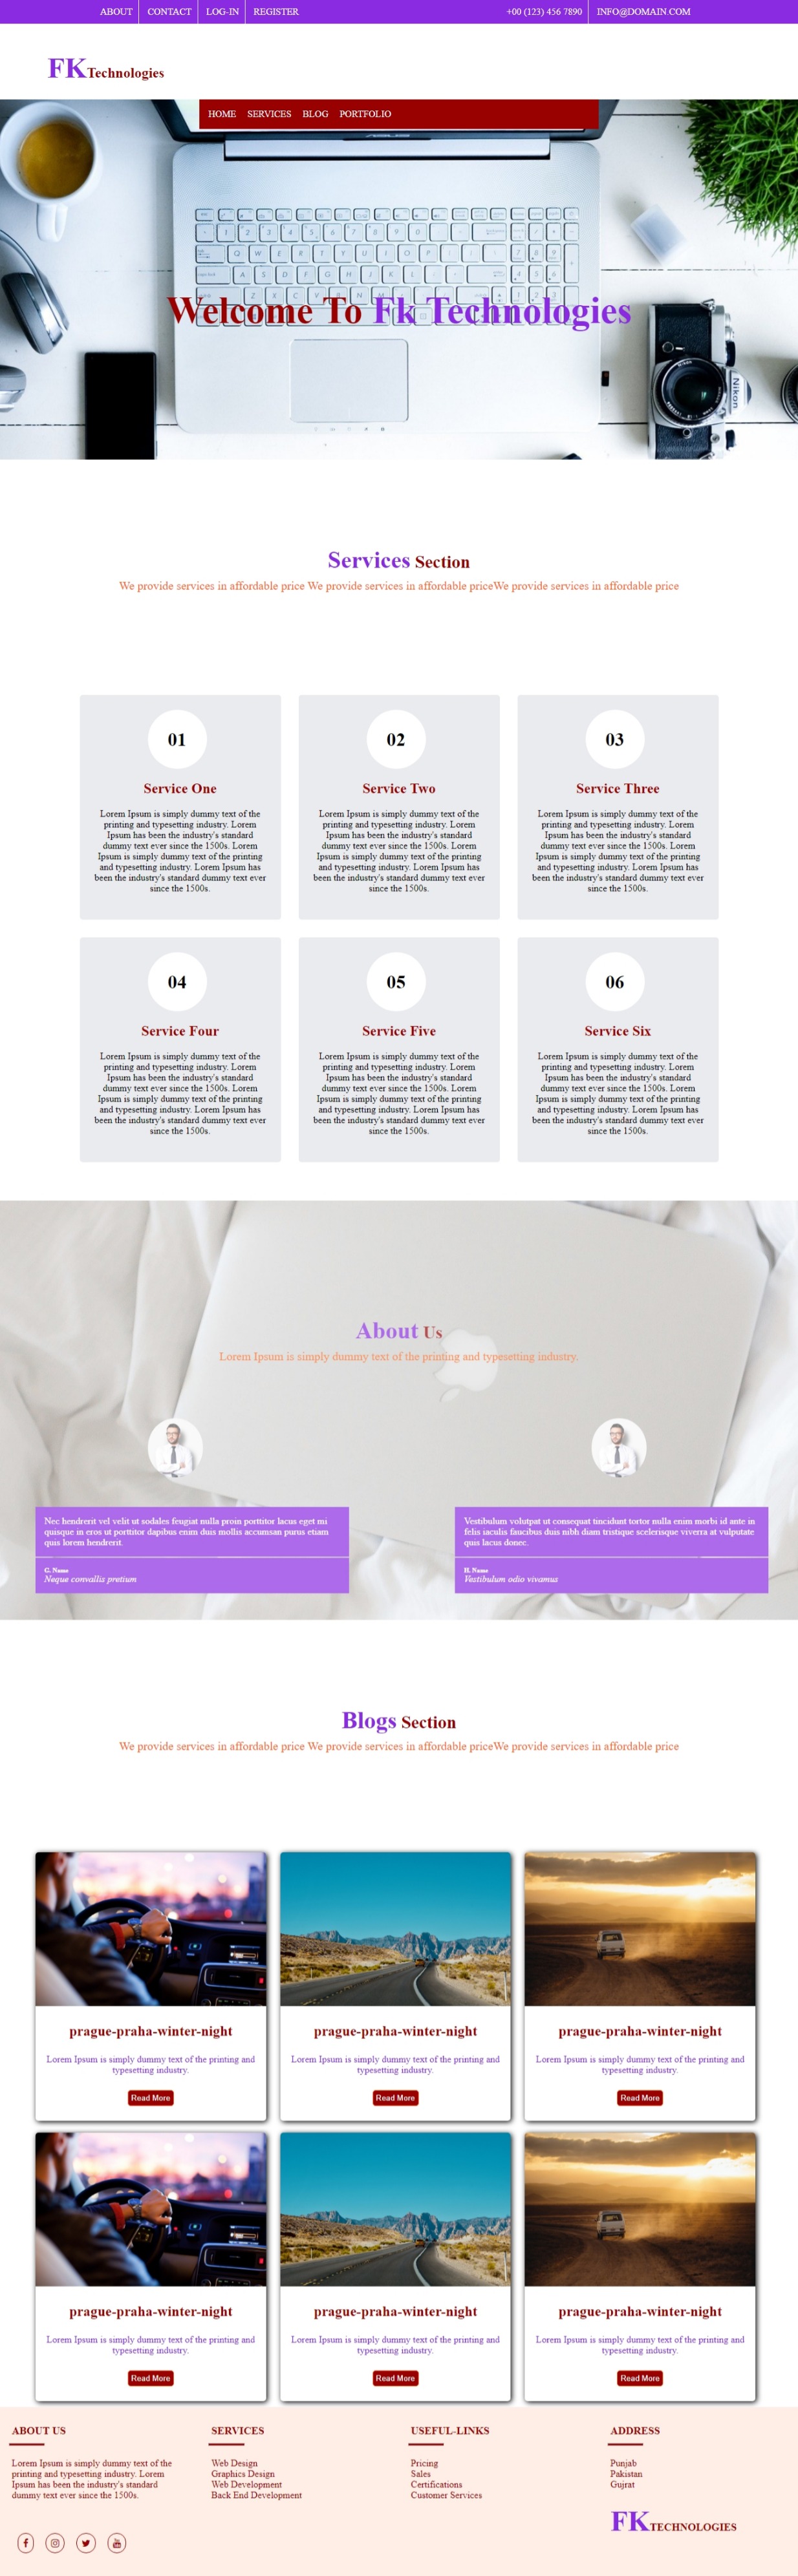 ABOUT CONTACT LOG-IN REGISTER +00 (123) 456 7890 INFO@DOMAIN.COM
FKTechnologies
HOME SERVICES BLOG PORTFOLIO
Welcome To Fk Technologies
Nikon
Services Section
We provide services in affordable price We provide services in affordable priceWe provide services in affordable price
01
Service One
Lorem Ipsum is simply dummy text of the
printing and typesetting industry. Lorem
Ipsum has been the industry's standard
dummy text ever since the 1500s. Lorem
Ipsum is simply dummy text of the printing
and typesetting industry. Lorem Ipsum has
been the industry's standard dummy text ever
since the 1500s.
02
Service Two
Lorem Ipsum is simply dummy text of the
printing and typesetting industry. Lorem
Ipsum has been the industry's standard
dummy text ever since the 1500s. Lorem
Ipsum is simply dummy text of the printing
and typesetting industry. Lorem Ipsum has
been the industry's standard dummy text ever
since the 1500s.
03
Service Three
Lorem Ipsum is simply dummy text of the
printing and typesetting industry. Lorem
Ipsum has been the industry's standard
dummy text ever since the 1500s. Lorem
Ipsum is simply dummy text of the printing
and typesetting industry. Lorem Ipsum has
been the industry's standard dummy text ever
since the 1500s.
04
Service Four
Lorem Ipsum is simply dummy text of the
printing and typesetting industry. Lorem
Ipsum has been the industry's standard
dummy text ever since the 1500s. Lorem
Ipsum is simply dummy text of the printing
and typesetting industry. Lorem Ipsum has
been the industry's standard dummy text ever
since the 1500s.
05
Service Five
Lorem Ipsum is simply dummy text of the
printing and typesetting industry. Lorem
Ipsum has been the industry's standard
dummy text ever since the 1500s. Lorem
Ipsum is simply dummy text of the printing
and typesetting industry. Lorem Ipsum has
been the industry's standard dummy text ever
since the 1500s.
06
Service Six
Lorem Ipsum is simply dummy text of the
printing and typesetting industry. Lorem
Ipsum has been the industry's standard
dummy text ever since the 1500s. Lorem
Ipsum is simply dummy text of the printing
and typesetting industry. Lorem Ipsum has
been the industry's standard dummy text ever
since the 1500s.
About Us
Lorem Ipsum is simply dummy text of the printing and typesetting industry.
Nec hendrerit vel velit ut sodales feugiat nulla proin porttitor lacus eget mi
quisque in eros ut porttitor dapibus enim duis mollis accumsan purus etiam
quis lorem hendrerit.
G. Name
Neque convallis pretium
Vestibulum volutpat ut consequat tincidunt tortor nulla enim morbi id ante in
felis iaculis faucibus duis nibh diam tristique scelerisque viverra at vulputate
quis lacus donec.
H. Name
Vestibulum odio vivamus
Blogs Section
We provide services in affordable price We provide services in affordable priceWe provide services in affordable price
prague-praha-winter-night
Lorem Ipsum is simply dummy text of the printing and
typesetting industry.
Read More
prague-praha-winter-night
Lorem Ipsum is simply dummy text of the printing and
typesetting industry.
Read More
prague-praha-winter-night
Lorem Ipsum is simply dummy text of the printing and
typesetting industry.
Read More
prague-praha-winter-night
Lorem Ipsum is simply dummy text of the printing and
typesetting industry.
Read More
prague-praha-winter-night
Lorem Ipsum is simply dummy text of the printing and
typesetting industry.
Read More
prague-praha-winter-night
Lorem Ipsum is simply dummy text of the printing and
typesetting industry.
Read More
ABOUT US
Lorem Ipsum is simply dummy text of the
printing and typesetting industry. Lorem
Ipsum has been the industry's standard
dummy text ever since the 1500s.
SERVICES
Web Design
Graphics Design
Web Development
Back End Development
USEFUL-LINKS
Pricing
Sales
Certifications
Customer Services
ADDRESS
Punjab
Pakistan
Gujrat
FKTECHNOLOGIES